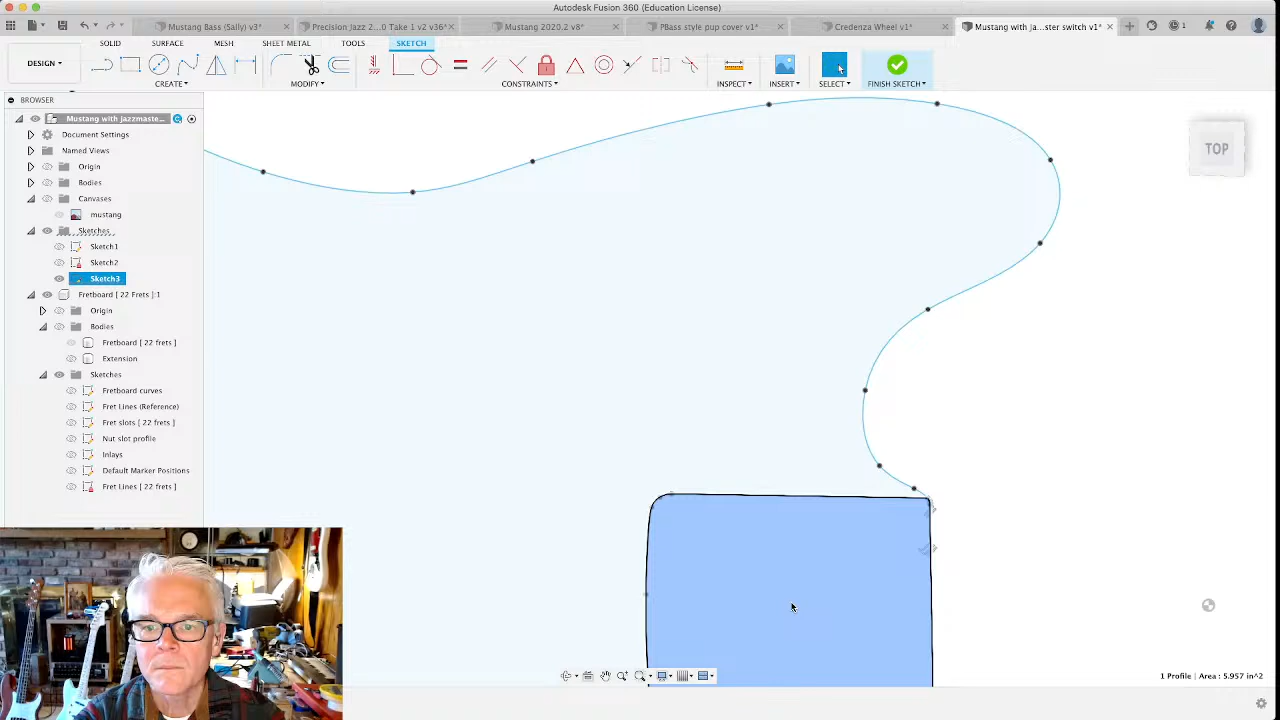 Autodesk Fusion 360 (Education License)
Mustang Bass (Sally) v3*
Precision Jazz 2....0 Take 1 v2 v36*
Mustang 2020.2 v8*
PBass style pup cover v1*
Credenza Wheel v1*
Mustang with ja...ster switch v1*
1
SOLID
SURFACE
MESH
SHEET METAL
TOOLS
SKETCH
DESIGN
CREATE
MODIFY
CONSTRAINTS
INSPECT
INSERT
SELECT
FINISH SKETCH
BROWSER
Mustang with jazzmaste...
Document Settings
Named Views
Origin
Bodies
Canvases
mustang
Sketches
Sketch1
Sketch2
Sketch3
Fretboard [ 22 Frets ]:1
Origin
Bodies
Fretboard [ 22 frets ]
Extension
Sketches
Fretboard curves
Fret Lines (Reference)
Fret slots [ 22 frets ]
Nut slot profile
Inlays
Default Marker Positions
Fret Lines [ 22 frets ]
TOP
1 Profile | Area : 5.957 in^2